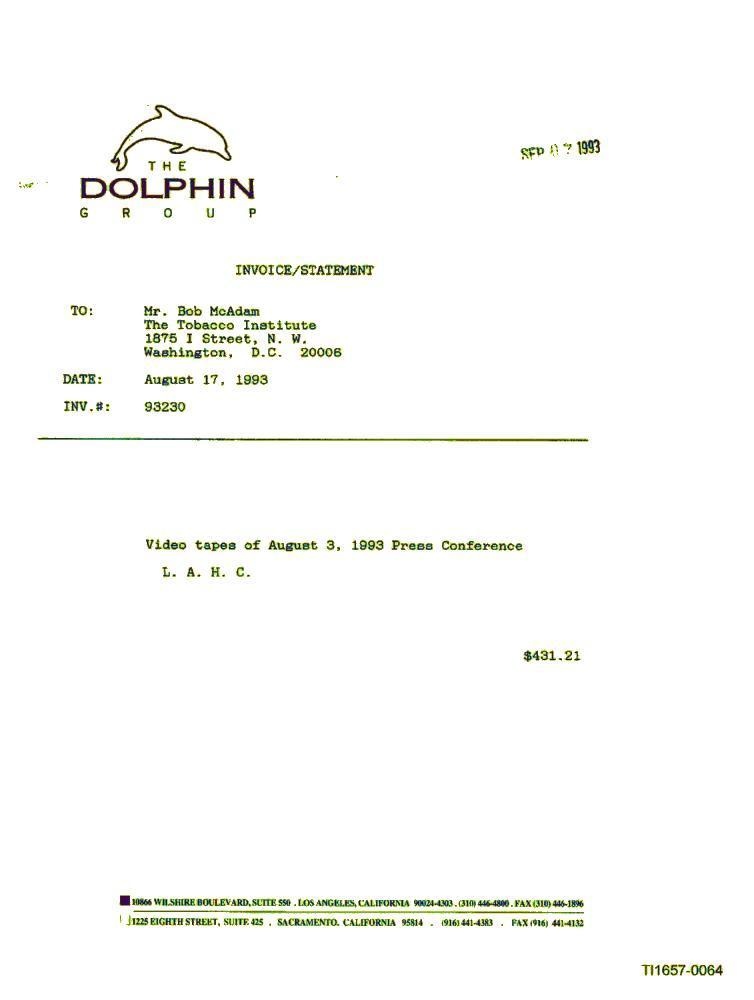 SEP 07 1993
THE
DOLPHIN
GROUP
INVOICE/STATEMENT
TO: Mr. Bob McAdam
The Tobacco Institute
1875 I Street, N. W.
Washington, D.C. 20006
DATE: August 17, 1993
INV.#: 93230
Video tapes of August 3, 1993 Press Conference
L. A. H. C.
$431.21
10866 WILSHIRE BOULEVARD, SUITE 550 . LOS ANGELES, CALIFORNIA 90024-4303 . (310) 446-4800 . FAX (310) 446-1896
1225 EIGHTH STREET, SUITE 425 . SACRAMENTO. CALIFORNIA 95814 . (916) 441-4383 . FAX (916) 441-4132
TI1657-0064